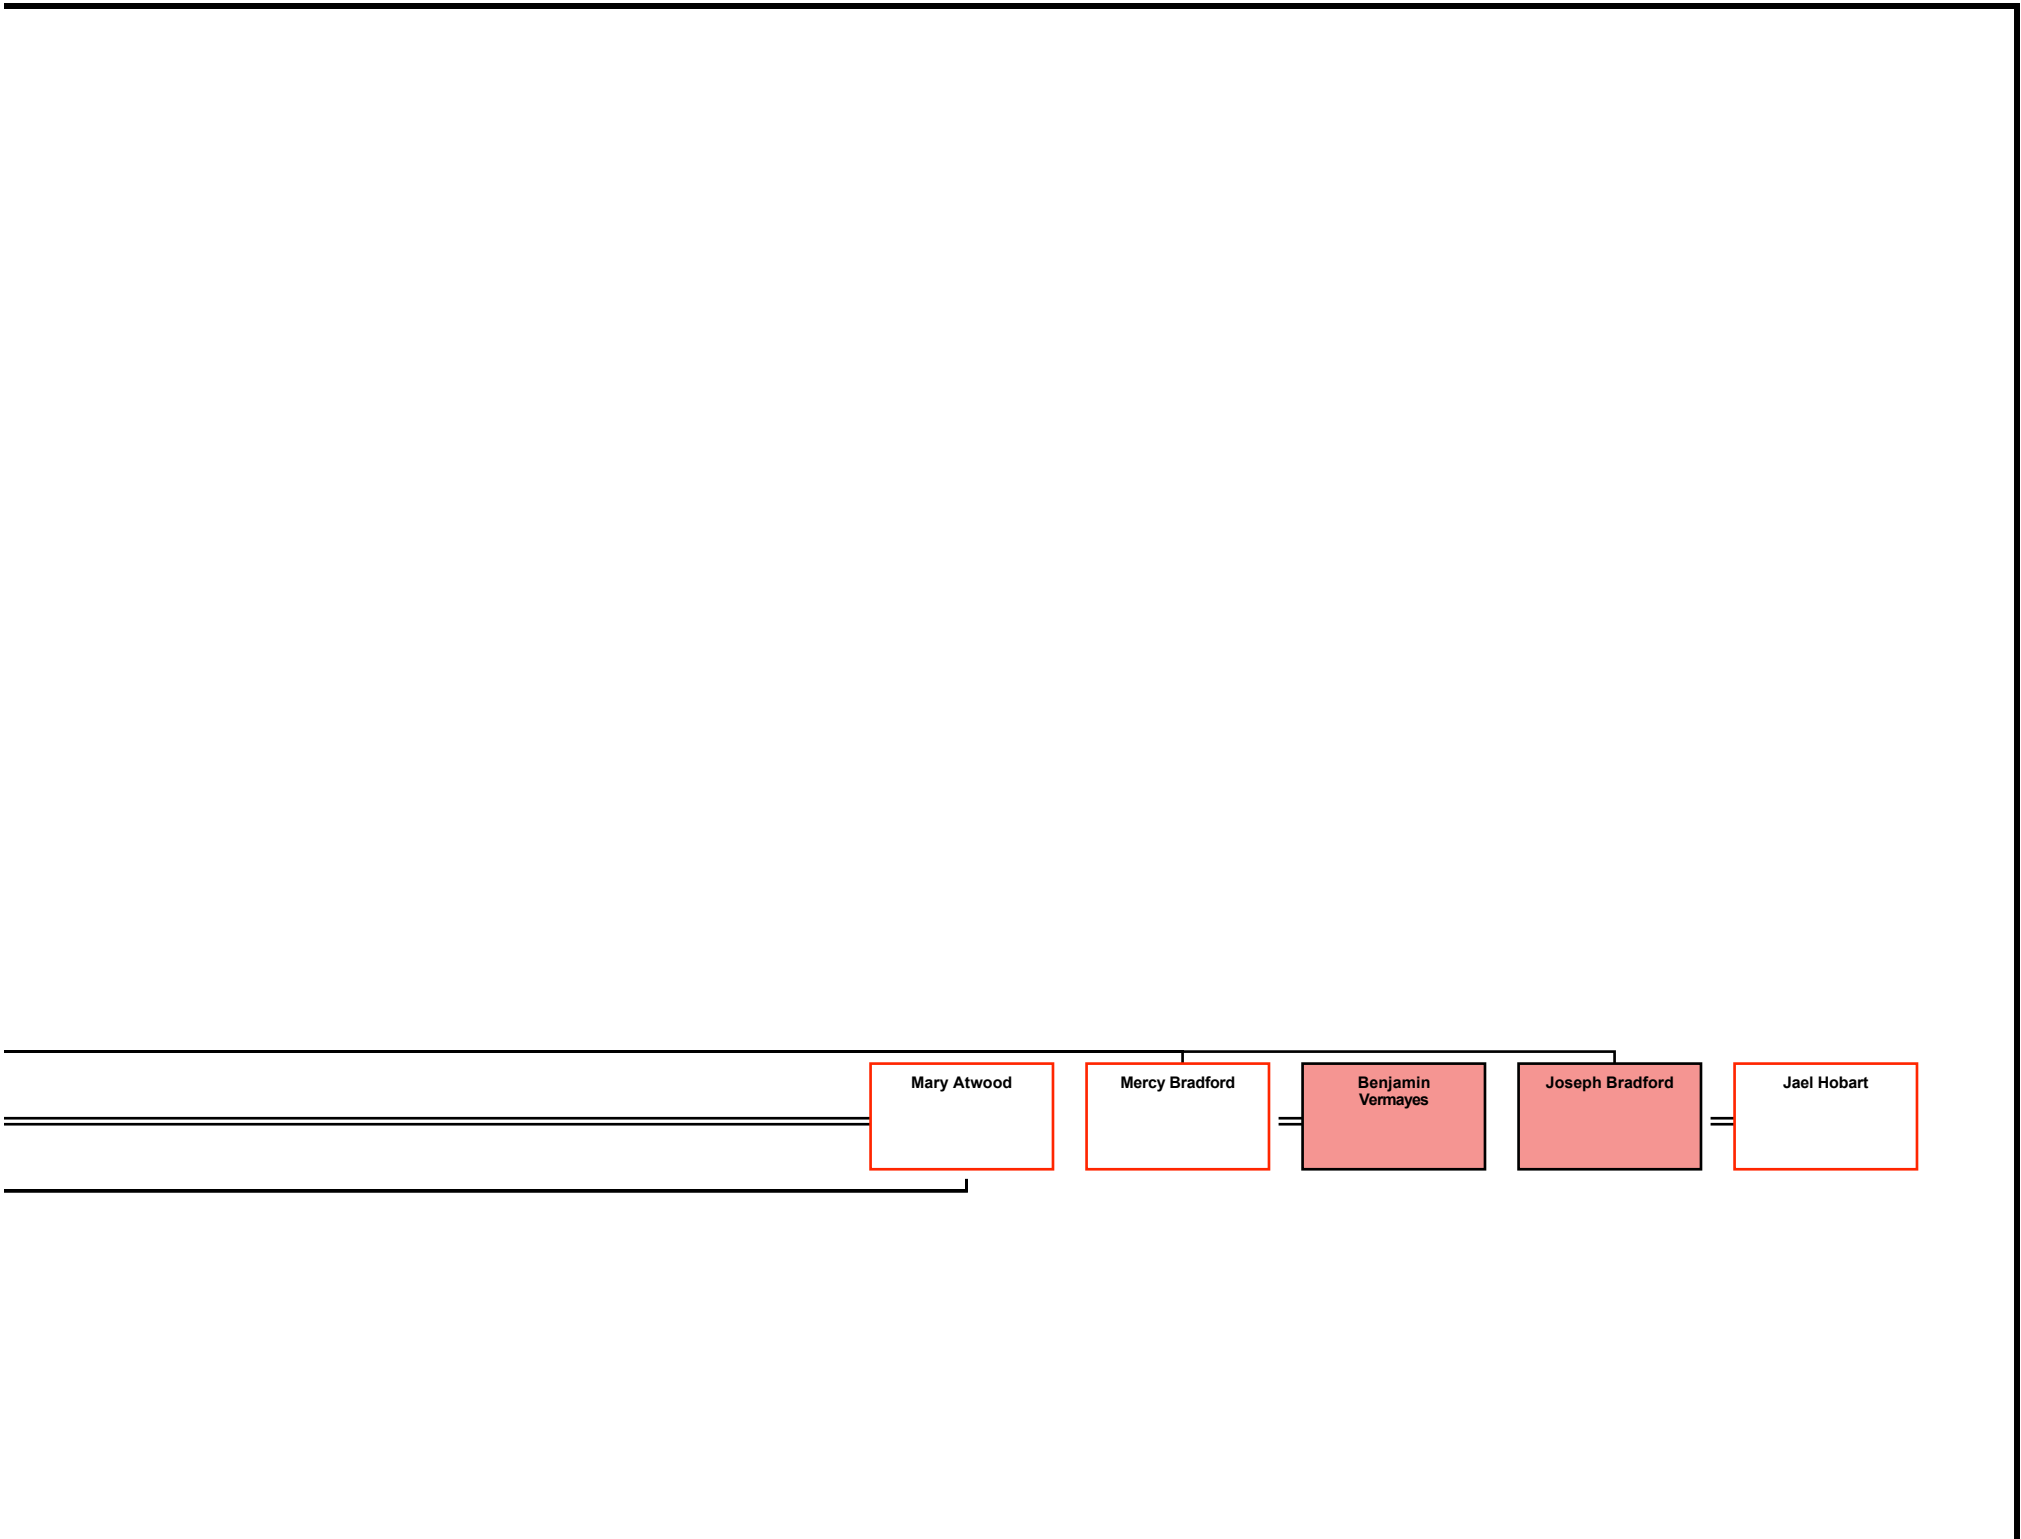 Mary Atwood
Mercy Bradford
Benjamin
Vermayes
Joseph Bradford
Jael Hobart